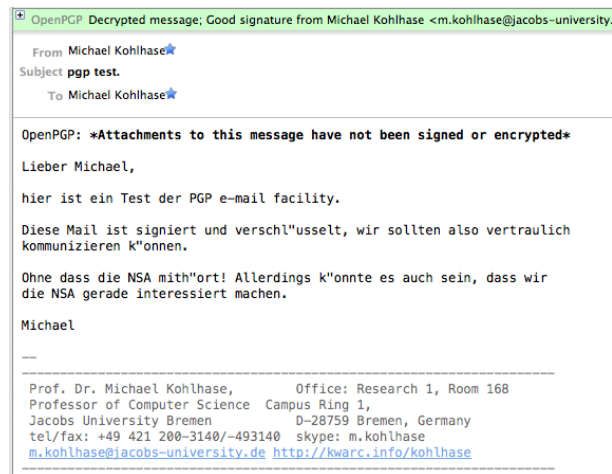 OpenPGP Decrypted message; Good signature from Michael Kohlhase <m.kohlhase@jacobs-university.
From Michael Kohlhase
Subject pgp test.
To Michael Kohlhase
OpenPGP: *Attachments to this message have not been signed or encrypted*
Lieber Michael,
hier ist ein Test der PGP e-mail facility.
Diese Mail ist signiert und verschl"usselt, wir sollten also vertraulich
kommunizieren k"onnen.
Ohne dass die NSA mith"ort! Allerdings k"onnte es auch sein, dass wir
die NSA gerade interessiert machen.
Michael
—
----------------------------------------------------------------------
Prof. Dr. Michael Kohlhase, Office: Research 1, Room 168
Professor of Computer Science Campus Ring 1,
Jacobs University Bremen D-28759 Bremen, Germany
tel/fax: +49 421 200-3140/-493140 skype: m.kohlhase
m.kohlhase@jacobs-university.de http://kwarc.info/kohlhase
----------------------------------------------------------------------